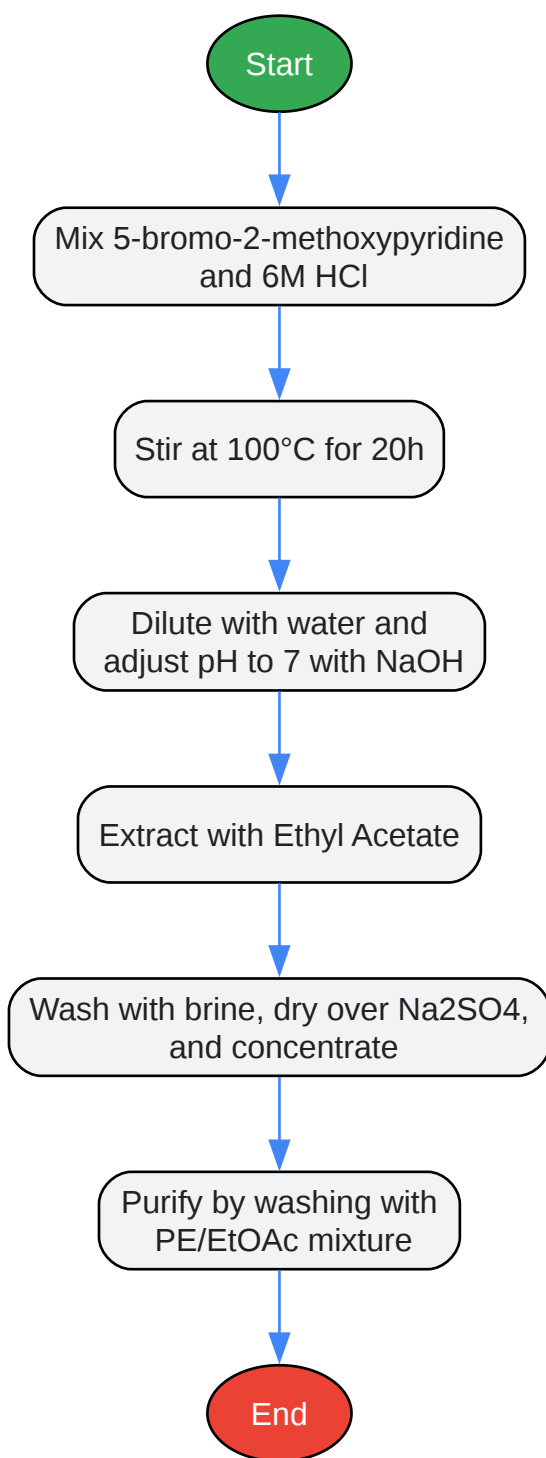 Start
Mix 5-bromo-2-methoxypyridine
and 6M HCl
Stir at 100°C for 20h
Dilute with water and
adjust pH to 7 with NaOH
Extract with Ethyl Acetate
Wash with brine, dry over Na2SO4,
and concentrate
Purify by washing with
PE/EtOAc mixture
End